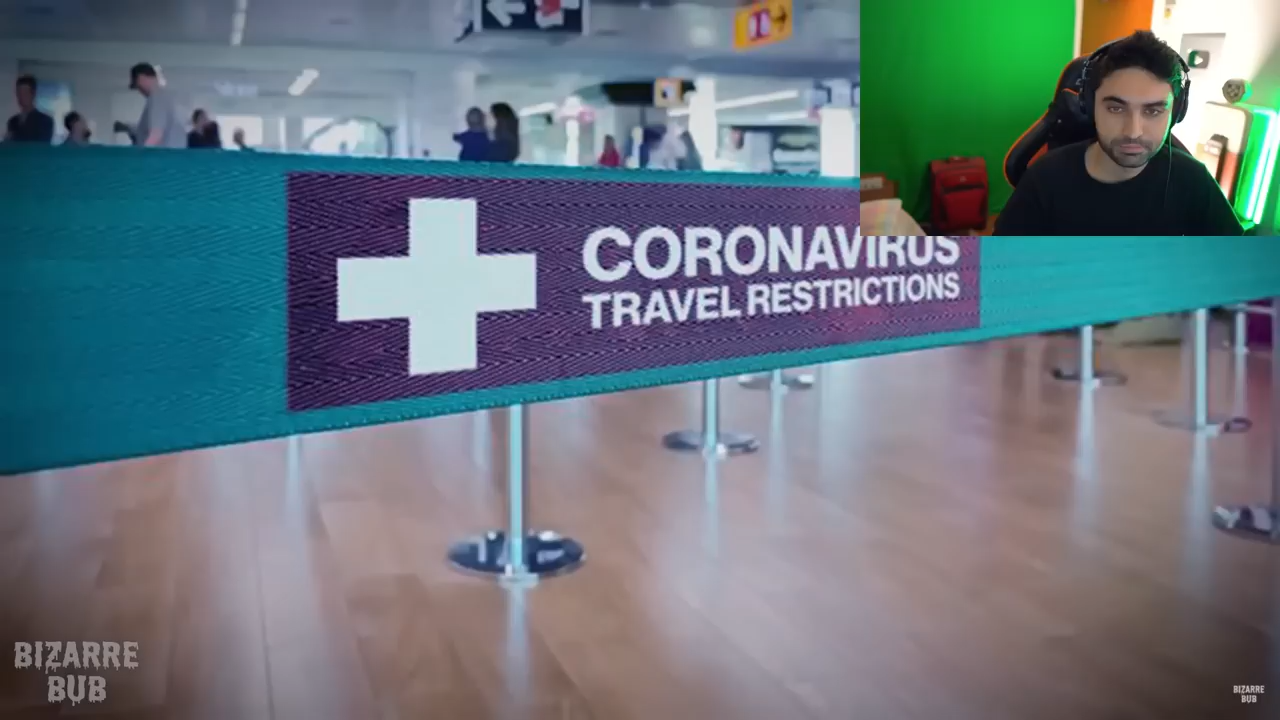 CORONAVIRUS
TRAVEL RESTRICTIONS
BIZARRE
BUB
BIZARRE
BUB